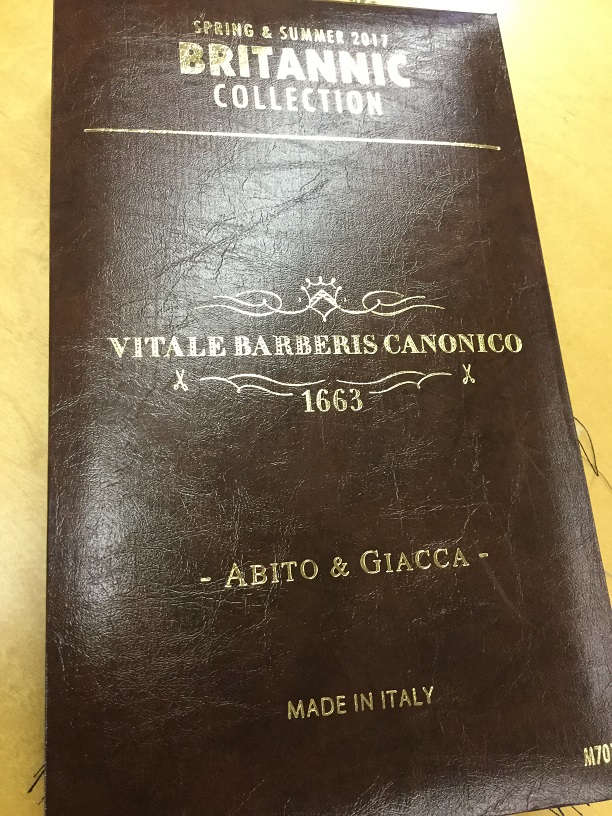 SPRING & SUMMER 2017
BRITANNIC
COLLECTION
VITALE BARBERIS CANONICO
1663
- ABITO & GIACCA -
MADE IN ITALY